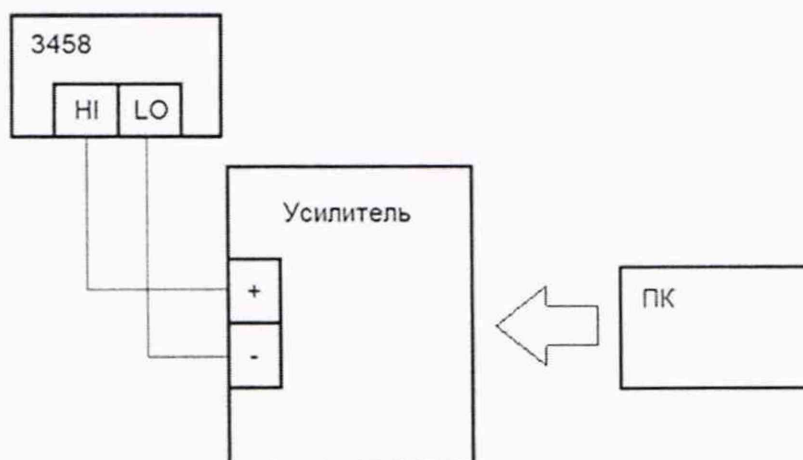 3458
HI LO
Усилитель
+
ПК
-